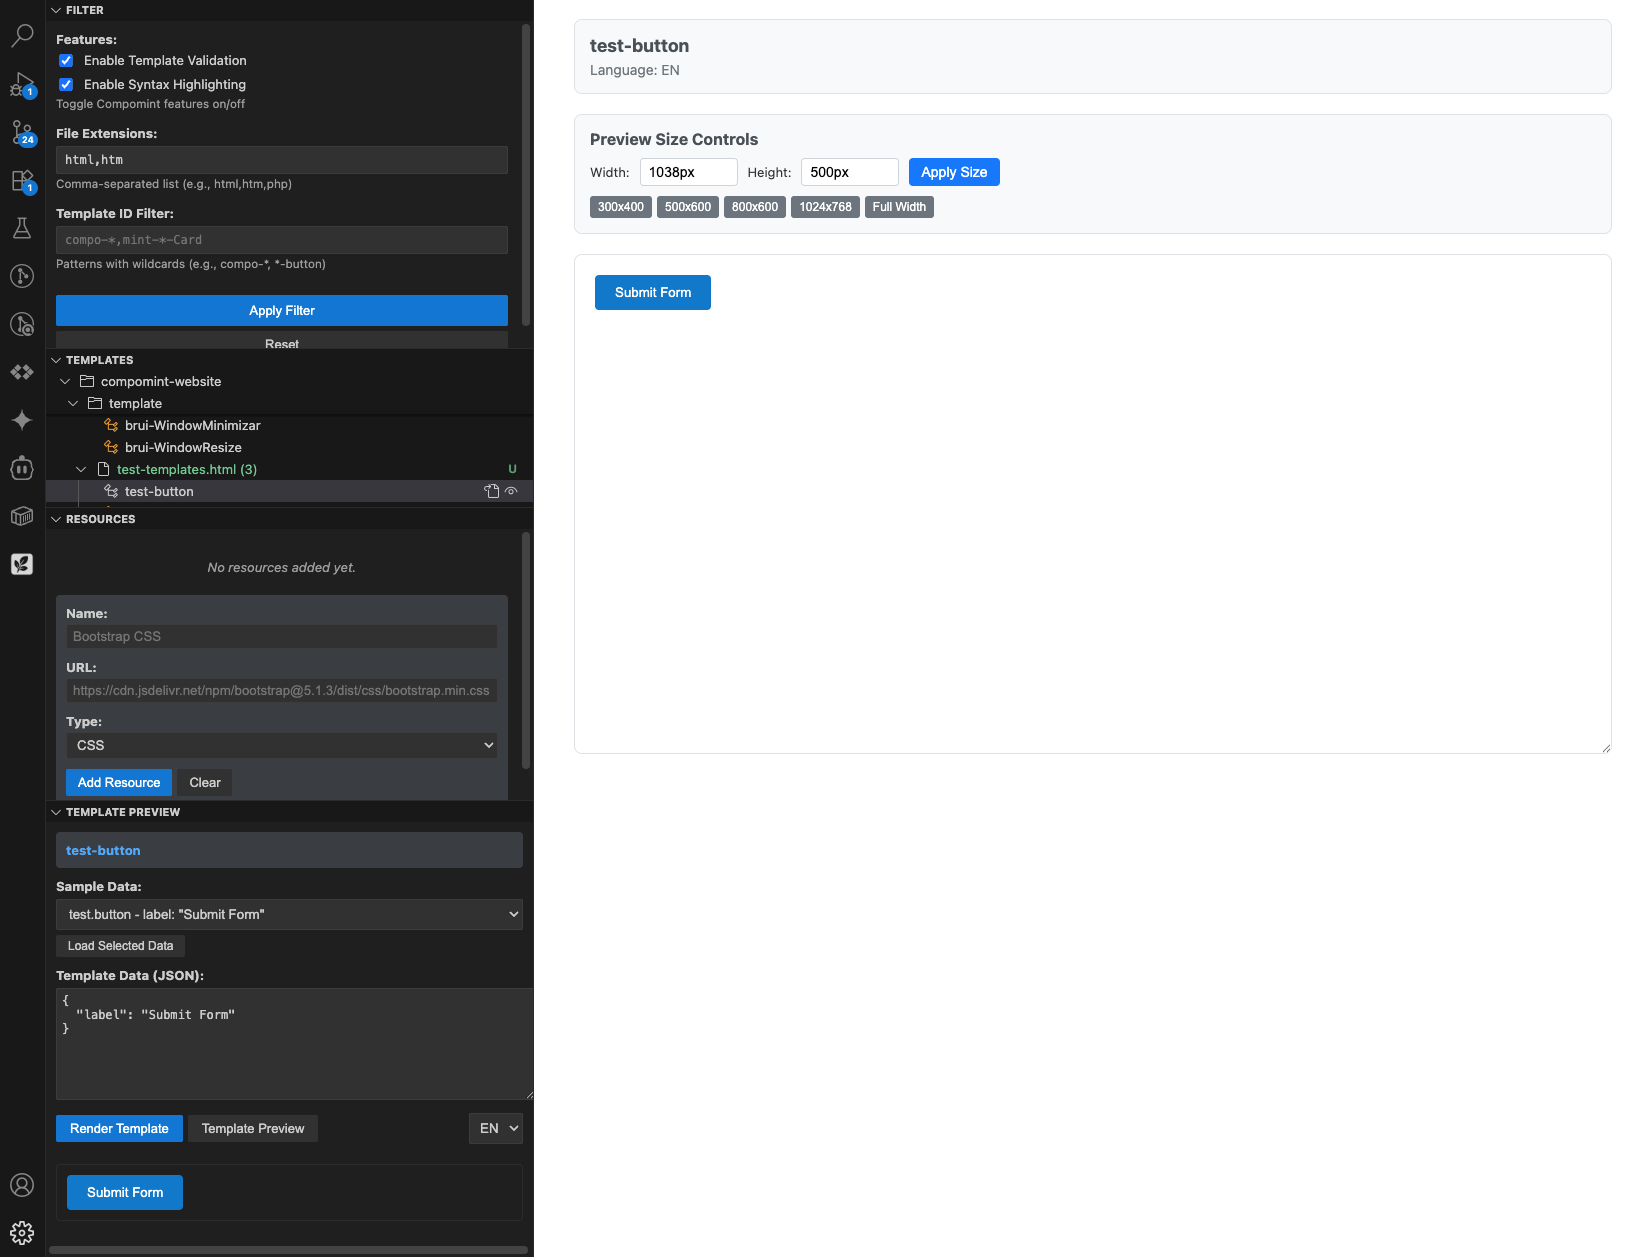 FILTER
Features:
Enable Template Validation
Enable Syntax Highlighting
Toggle Compomint features on/off
File Extensions:
html,htm
Comma-separated list (e.g., html,htm,php)
Template ID Filter:
compo-*,mint-*-Card
Patterns with wildcards (e.g., compo-*, *-button)
Apply Filter
Reset
TEMPLATES
compomint-website
template
brui-WindowMinimizar
brui-WindowResize
test-templates.html (3) U
test-button
RESOURCES
No resources added yet.
Name:
Bootstrap CSS
URL:
https://cdn.jsdelivr.net/npm/bootstrap@5.1.3/dist/css/bootstrap.min.css
Type:
CSS
Add Resource Clear
TEMPLATE PREVIEW
test-button
Sample Data:
test.button - label: "Submit Form"
Load Selected Data
Template Data (JSON):
{
"label": "Submit Form"
}
Render Template Template Preview EN
Submit Form
1
24
1
test-button
Language: EN
Preview Size Controls
Width: 1038px Height: 500px Apply Size
300x400 500x600 800x600 1024x768 Full Width
Submit Form